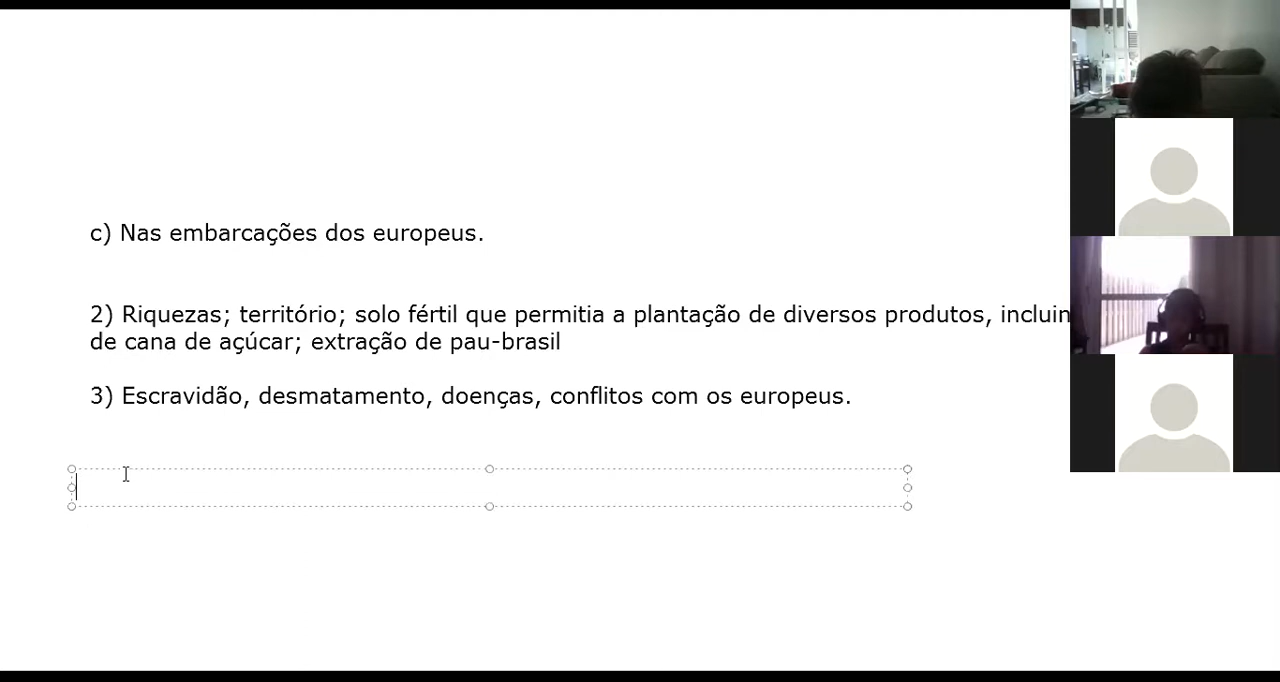 c) Nas embarcações dos europeus.
2) Riquezas; território; solo fértil que permitia a plantação de diversos produtos, incluin
de cana de açúcar; extração de pau-brasil
3) Escravidão, desmatamento, doenças, conflitos com os europeus.